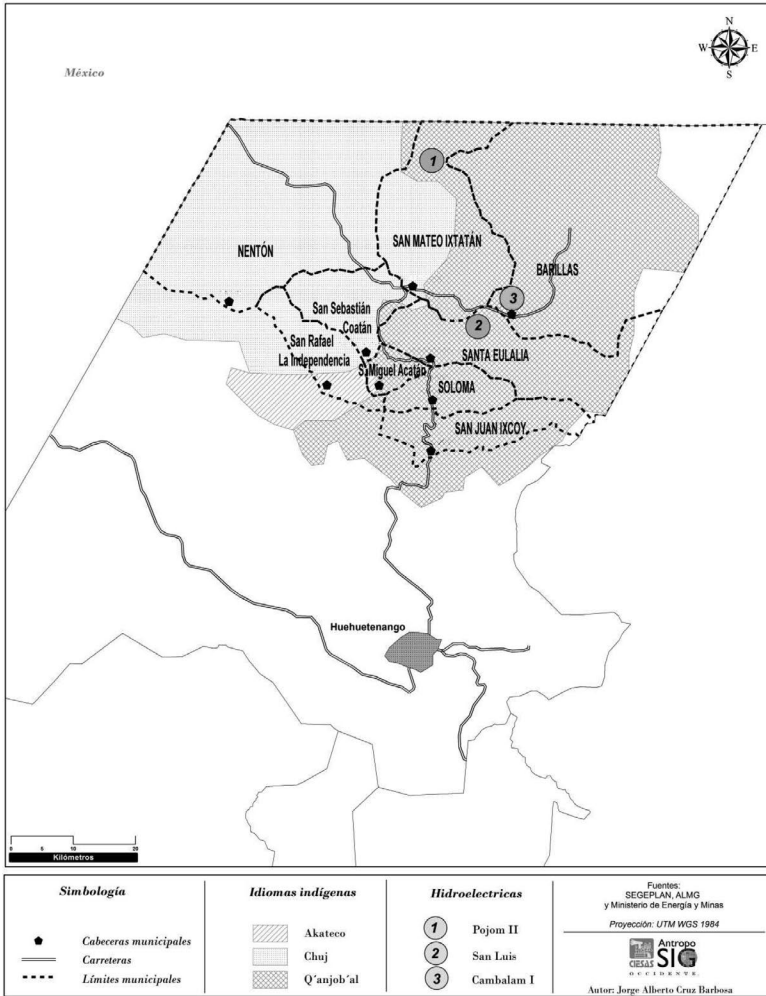 N
W E
S
México
1
NENTÓN
SAN MATEO IXTATÁN
BARILLAS
San Sebastián
Coatán
3
2
San Rafael
La Independencia
S. Miguel Acatán
SANTA EULALIA
SOLOMA
SAN JUAN IXCOY
Huehuetenango
0 5 10 20
Kilómetros
Simbología
Cabeceras municipales
Carreteras
Límites municipales
Idiomas indígenas
Akateco
Chuj
Q´anjob´al
Hidroelectricas
1 Pojom II
2 San Luis
3 Cambalam I
Fuentes:
SEGEPLAN, ALMG
y Ministerio de Energía y Minas
Proyección: UTM WGS 1984
Antropo
CIESAS SIG
OCCIDENTE
Autor: Jorge Alberto Cruz Barbosa